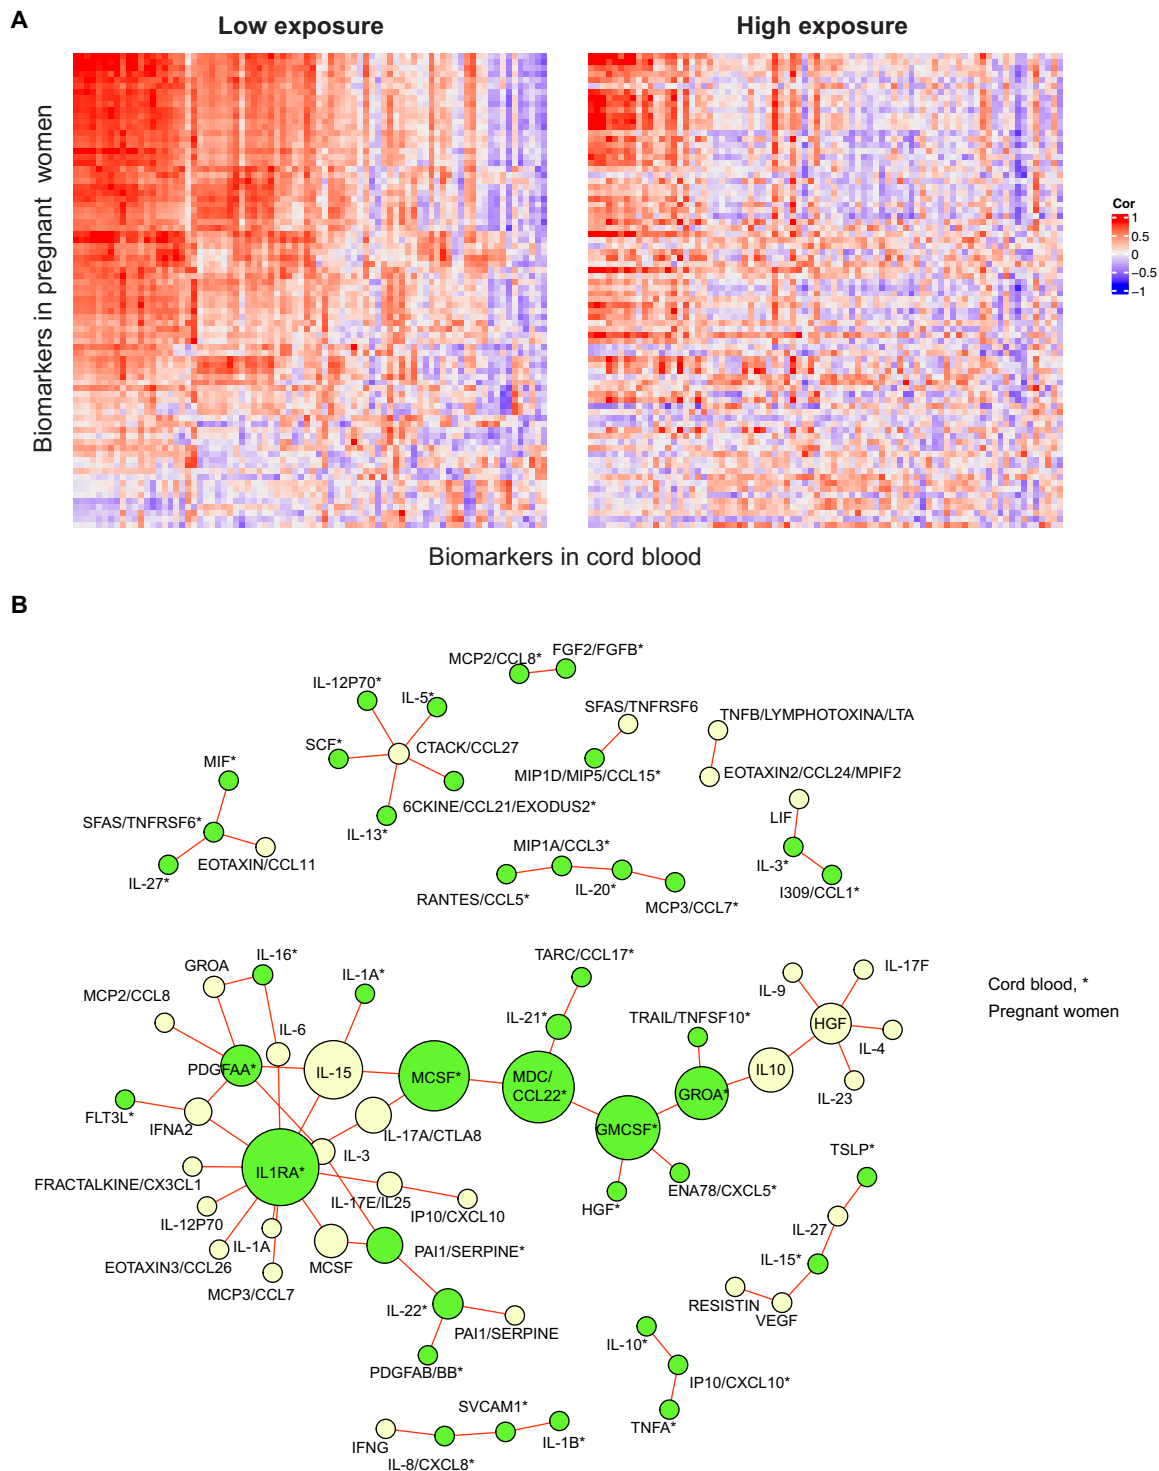 A
Low exposure
High exposure
Biomarkers in pregnant women
Cor
1
0.5
0
−0.5
−1
Biomarkers in cord blood
B
MCP2/CCL8*
FGF2/FGFB*
IL-12P70*
IL-5*
SFAS/TNFRSF6
TNFB/LYMPHOTOXINA/LTA
SCF*
CTACK/CCL27
MIF*
MIP1D/MIP5/CCL15*
EOTAXIN2/CCL24/MPIF2
6CKINE/CCL21/EXODUS2*
LIF
SFAS/TNFRSF6*
IL-13*
MIP1A/CCL3*
EOTAXIN/CCL11
IL-3*
IL-27*
IL-20*
I309/CCL1*
RANTES/CCL5*
MCP3/CCL7*
IL-16*
TARC/CCL17*
GROA
IL-1A*
IL-17F
IL-9
Cord blood, *
MCP2/CCL8
Pregnant women
IL-21*
TRAIL/TNFSF10*
IL-6
HGF
IL-4
PDGFAA*
IL-15
MCSF*
MDC/
CCL22*
IL10
GROA*
IL-23
FLT3L*
IFNA2
IL-17A/CTLA8
GMCSF*
TSLP*
IL-3
IL1RA*
FRACTALKINE/CX3CL1
ENA78/CXCL5*
IL-17E/IL25
HGF*
IP10/CXCL10
IL-12P70
IL-27
IL-1A
PAI1/SERPINE*
IL-15*
EOTAXIN3/CCL26
MCSF
MCP3/CCL7
RESISTIN
IL-22*
VEGF
PAI1/SERPINE
IL-10*
PDGFAB/BB*
IP10/CXCL10*
SVCAM1*
TNFA*
IFNG
IL-1B*
IL-8/CXCL8*